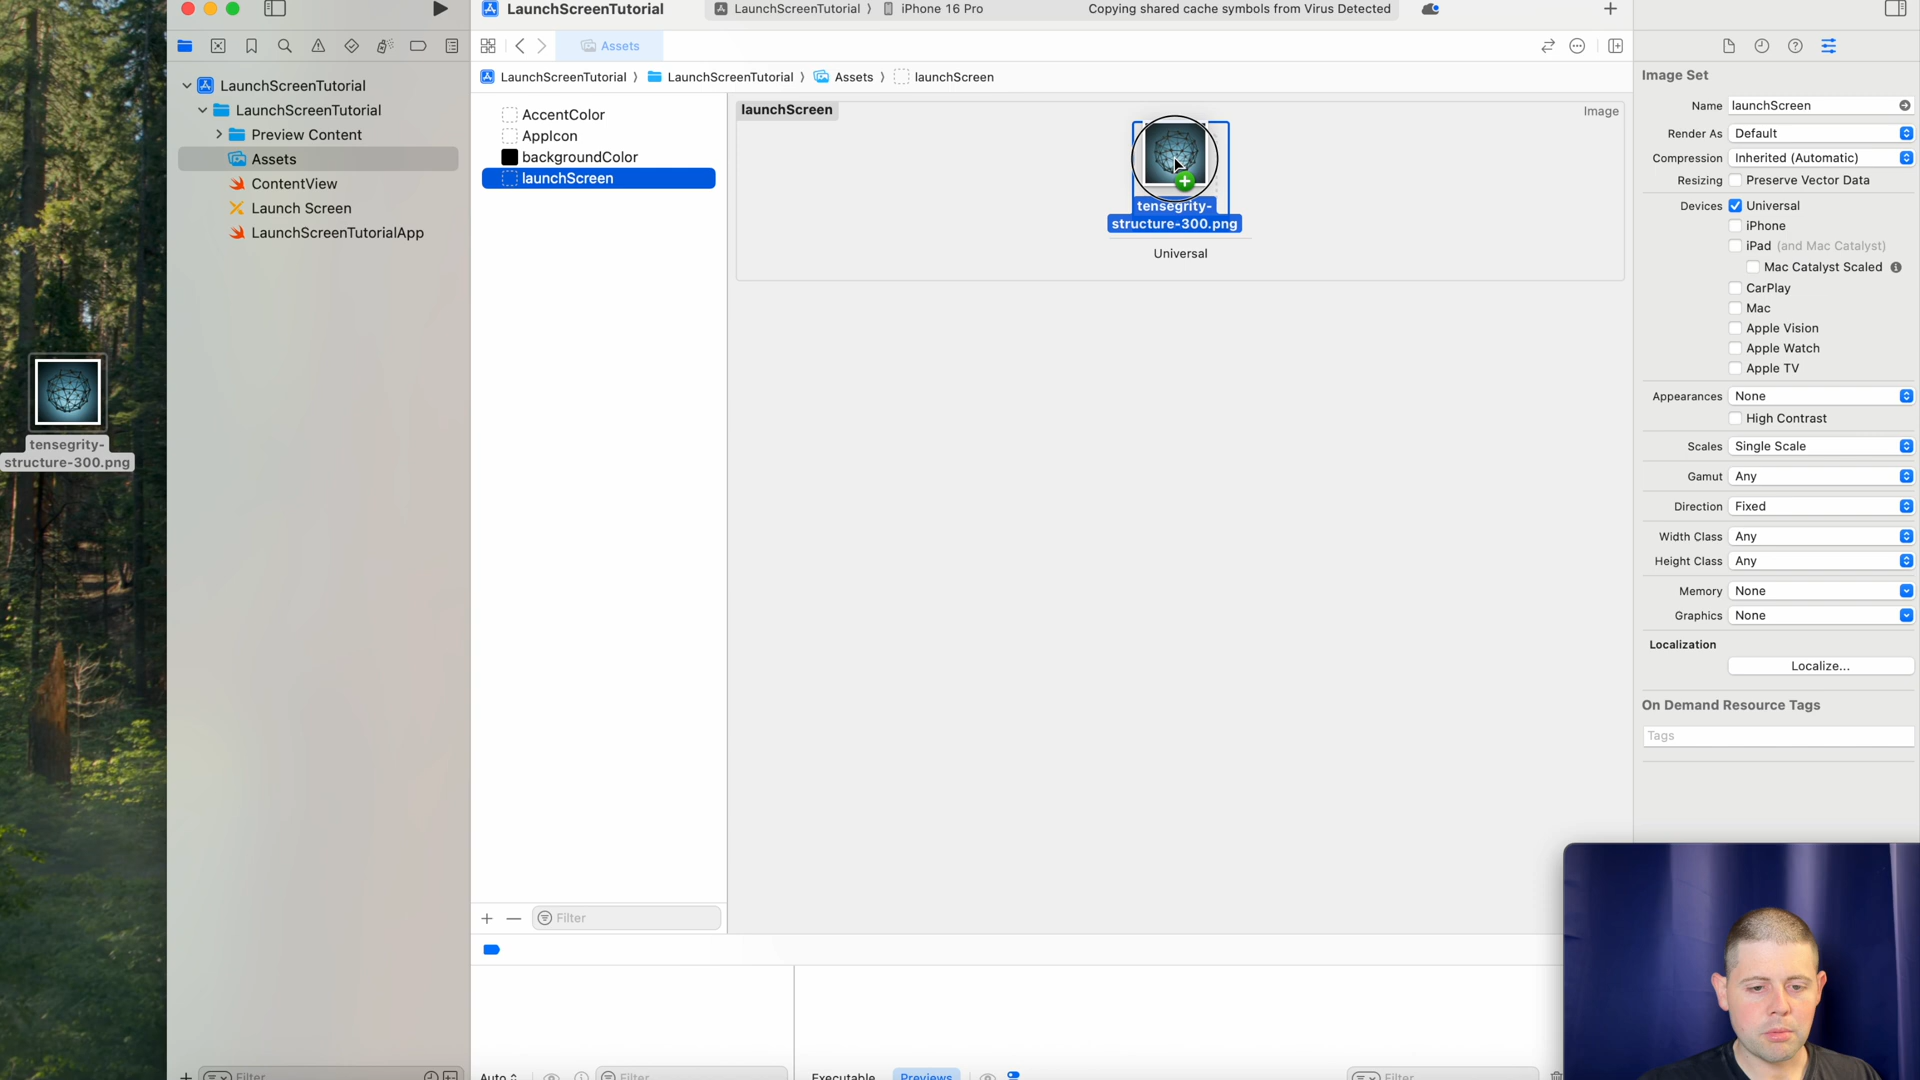 LaunchScreenTutorial
LaunchScreenTutorial
iPhone 16 Pro
Copying shared cache symbols from Virus Detected
Assets
LaunchScreenTutorial
LaunchScreenTutorial
Assets
launchScreen
LaunchScreenTutorial
LaunchScreenTutorial
Preview Content
Assets
ContentView
Launch Screen
LaunchScreenTutorialApp
tensegrity-
structure-300.png
AccentColor
AppIcon
backgroundColor
launchScreen
launchScreen
Image
tensegrity-
structure-300.png
Universal
Image Set
Name launchScreen
Render As Default
Compression Inherited (Automatic)
Resizing Preserve Vector Data
Devices Universal
iPhone
iPad (and Mac Catalyst)
Mac Catalyst Scaled
CarPlay
Mac
Apple Vision
Apple Watch
Apple TV
Appearances None
High Contrast
Scales Single Scale
Gamut Any
Direction Fixed
Width Class Any
Height Class Any
Memory None
Graphics None
Localization
Localize...
On Demand Resource Tags
Tags
Filter
Filter
Auto
Filter
Executable
Previews
Filter